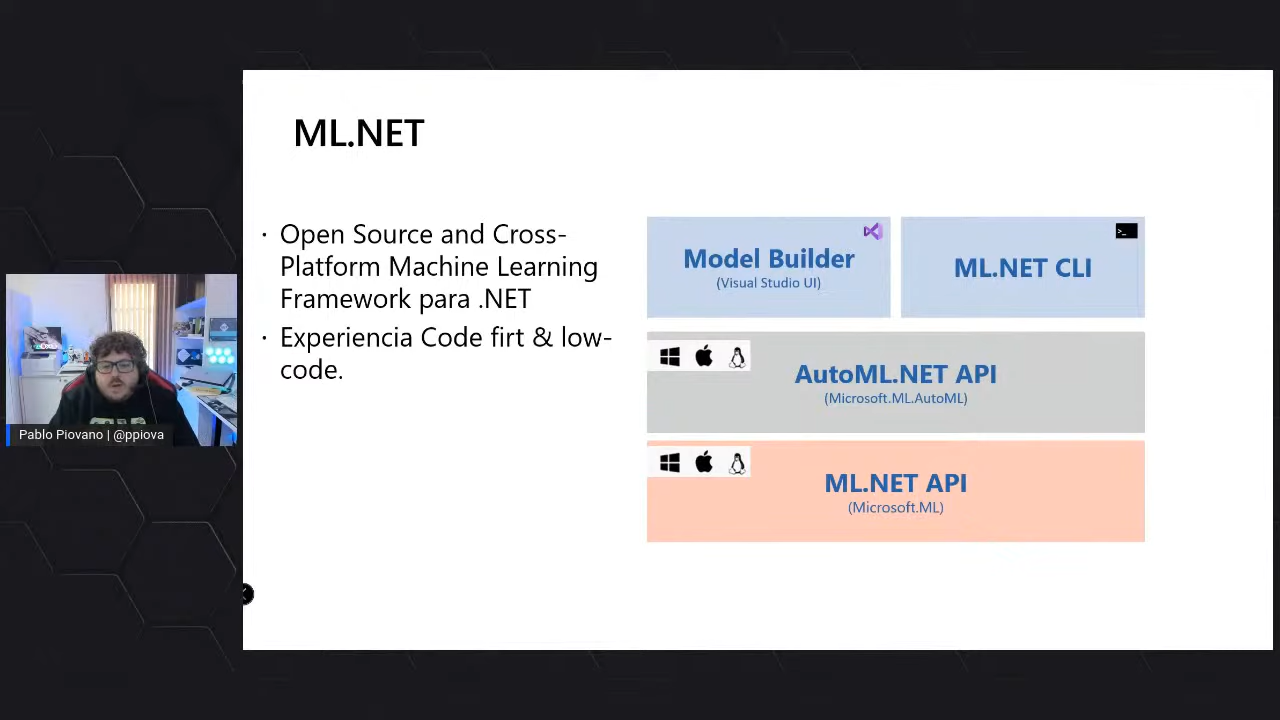 ML.NET
· Open Source and Cross-
Platform Machine Learning
Framework para .NET
· Experiencia Code firt & low-
code.
Model Builder
(Visual Studio UI)
>_
ML.NET CLI
AutoML.NET API
(Microsoft.ML.AutoML)
ML.NET API
(Microsoft.ML)
Pablo Piovano | @ppiova